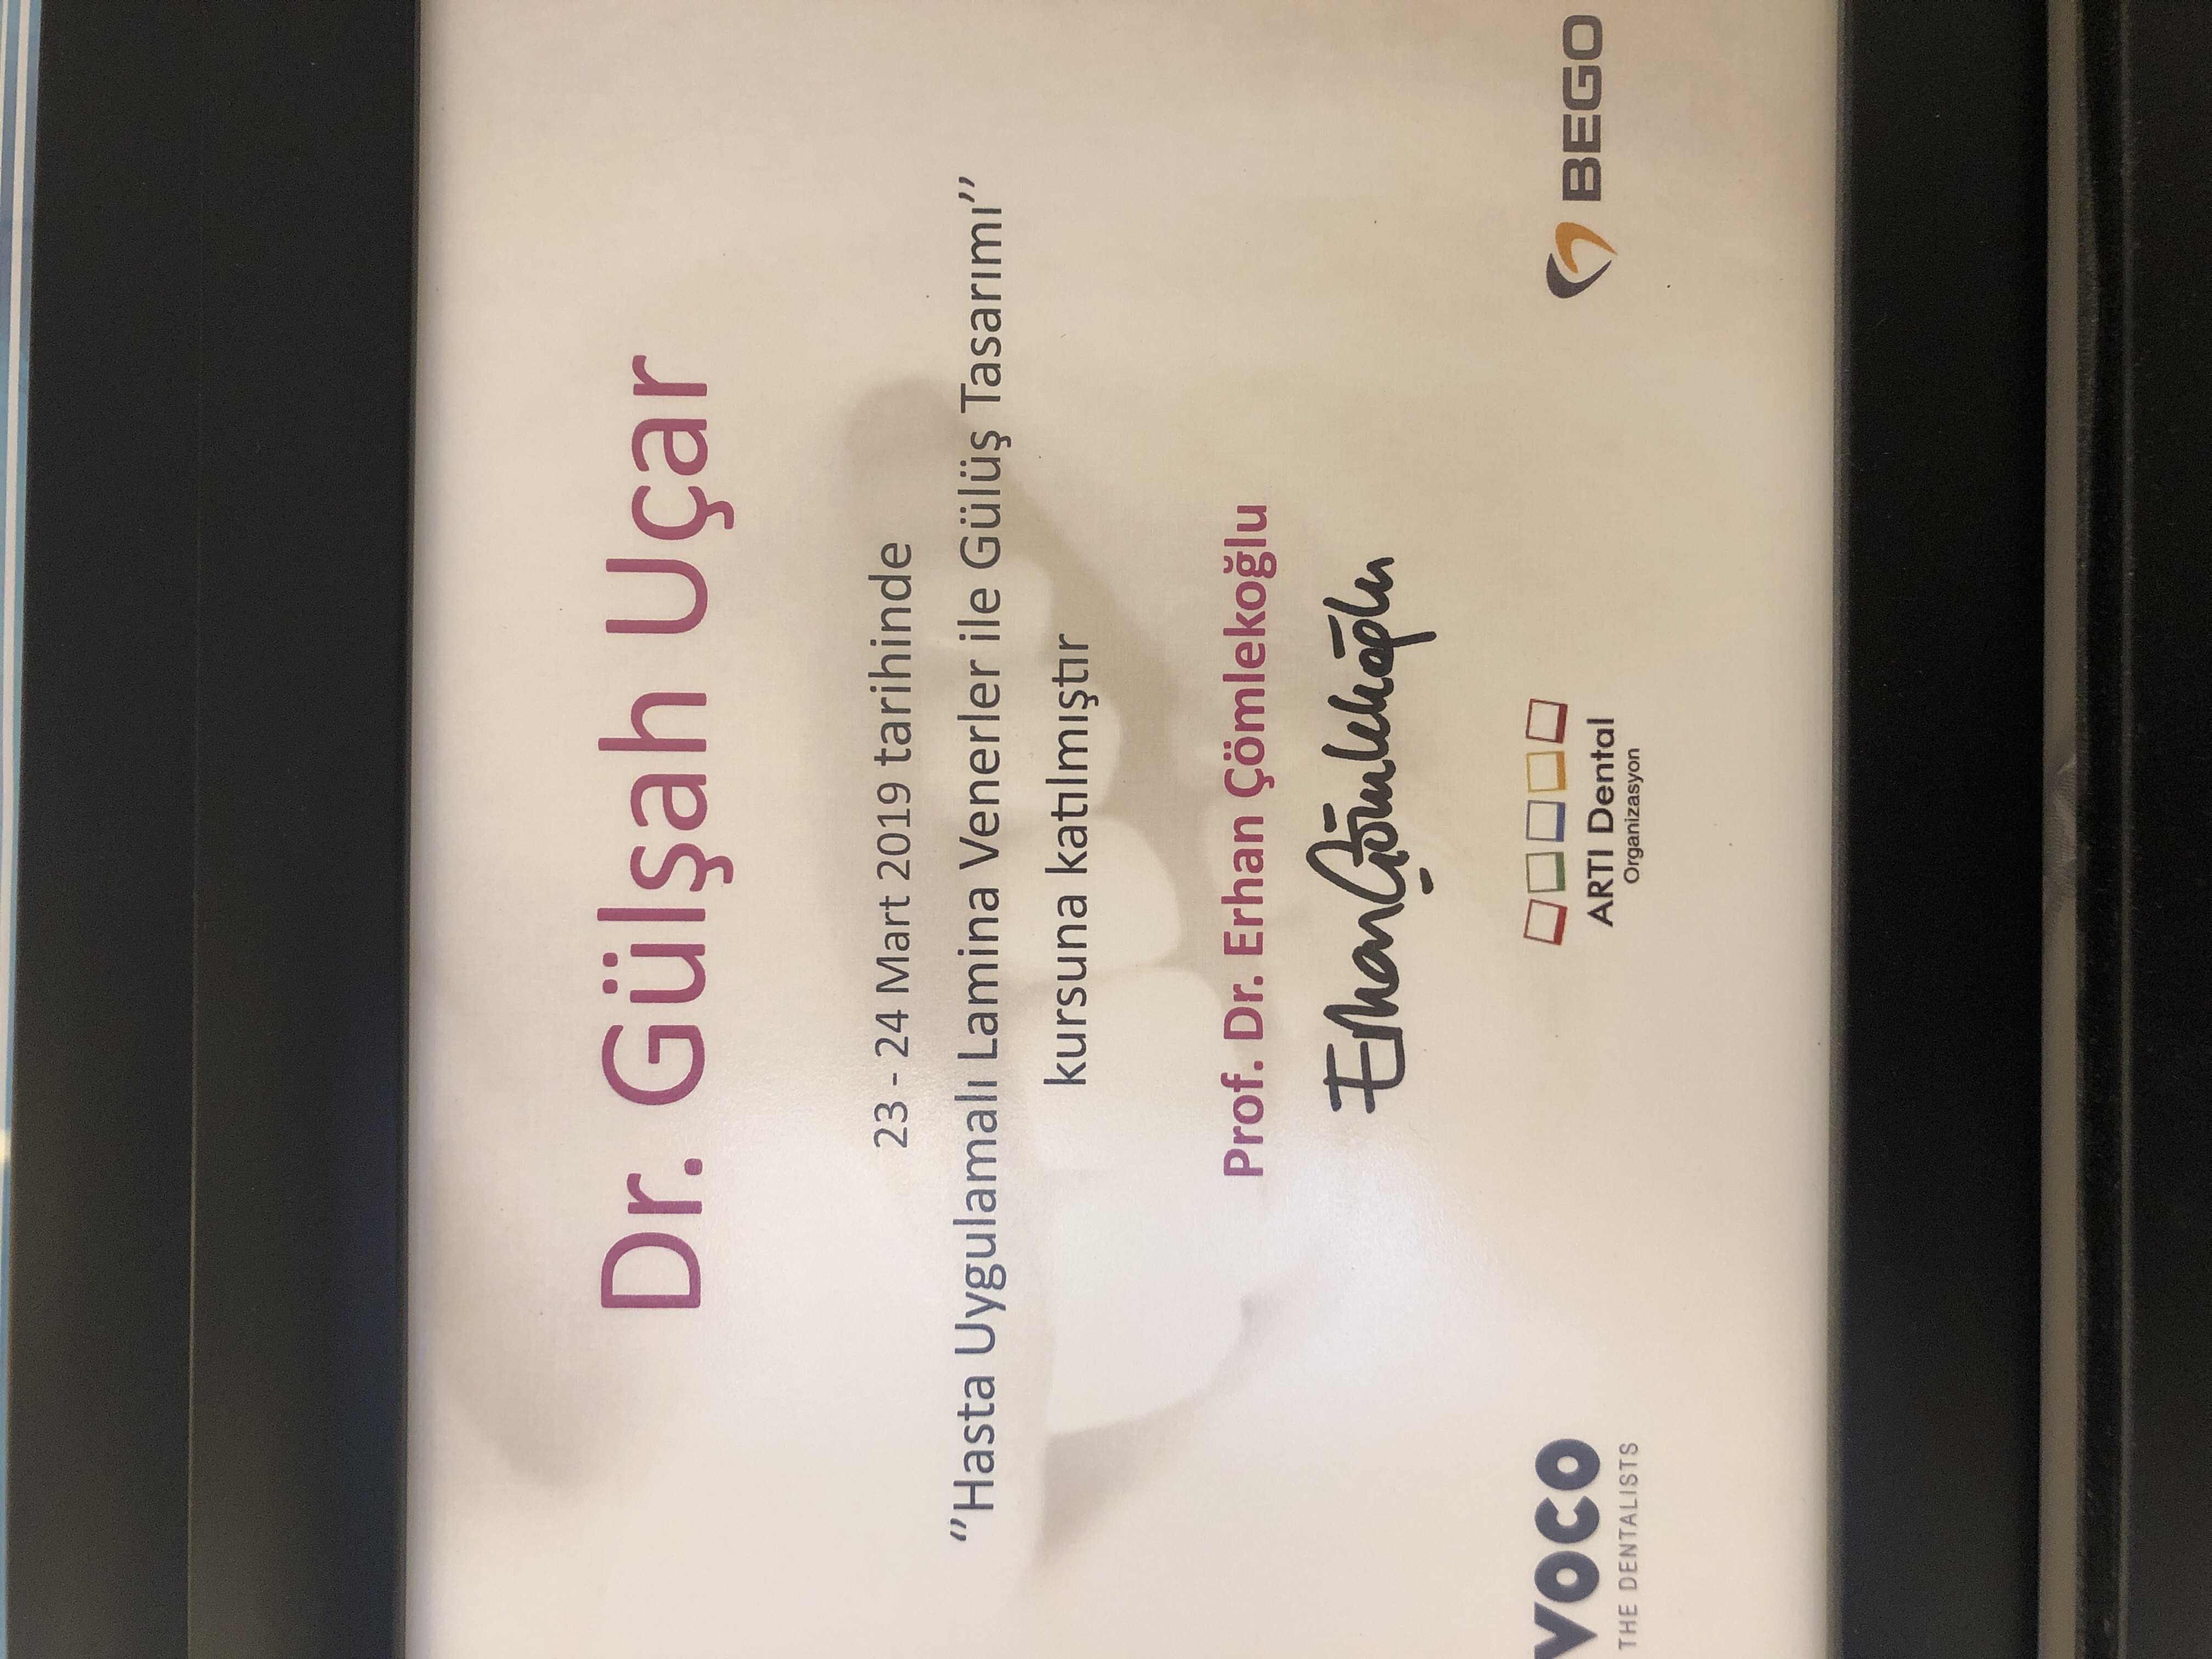 Dr. Gülşah Uçar
23 - 24 Mart 2019 tarihinde
“Hasta Uygulamalı Lamina Venerler ile Gülüş Tasarımı”
kursuna katılmıştır
Prof. Dr. Erhan Çömlekoğlu
Erhan Çömlekoğlu
VOCO
THE DENTALISTS
ARTI Dental
Organizasyon
BEGO